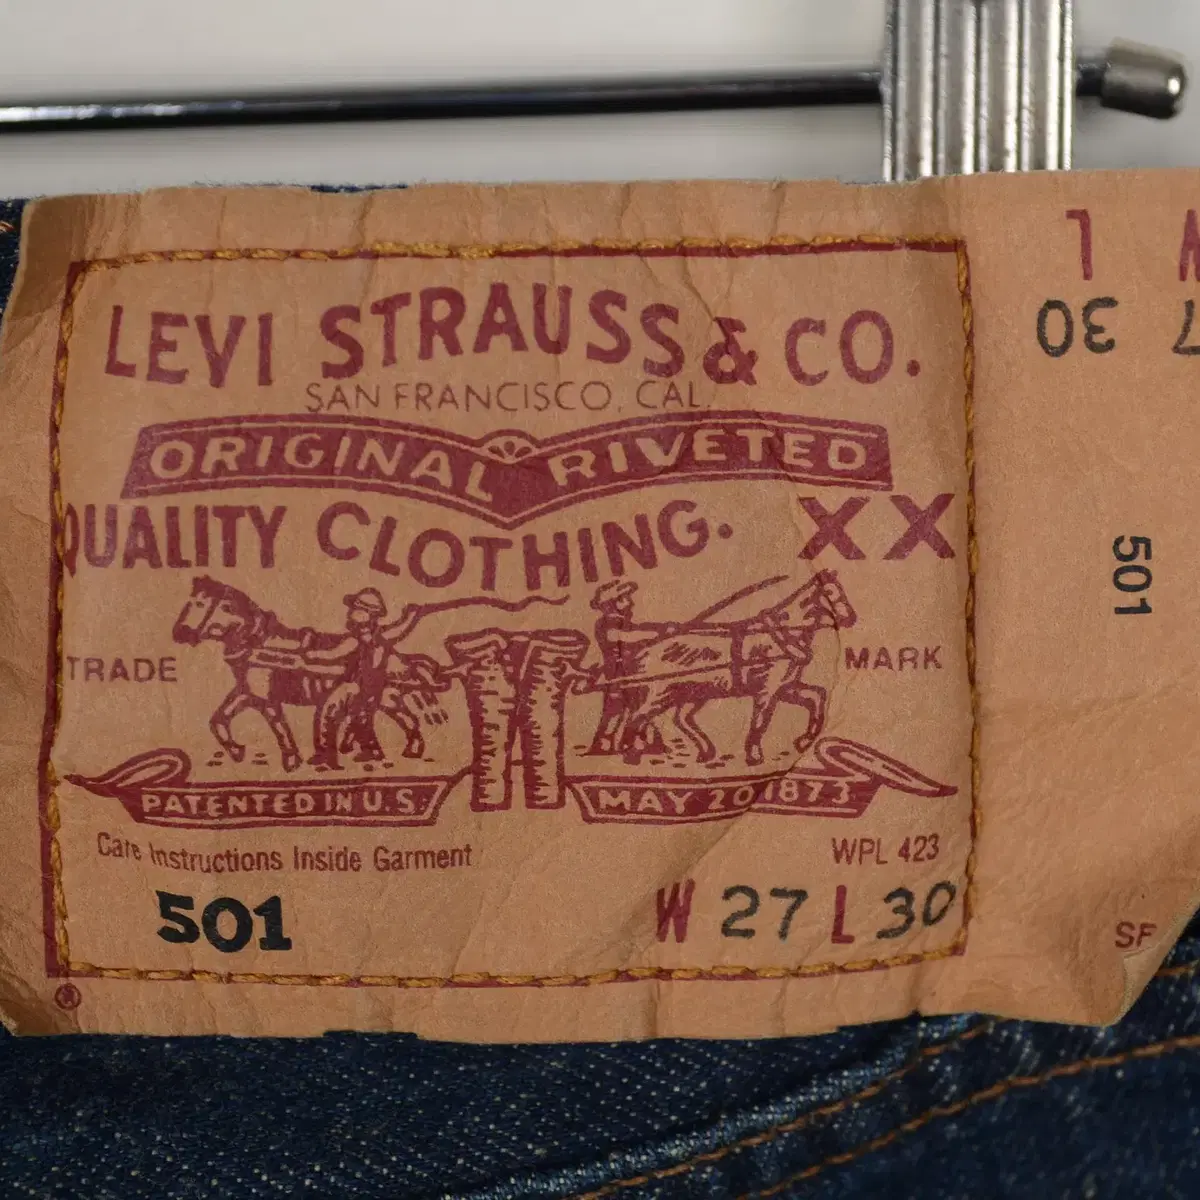 LEVI STRAUSS & CO.
SAN FRANCISCO, CAL.
ORIGINAL RIVETED
QUALITY CLOTHING. XX
TRADE MARK
PATENTED IN U.S. MAY 20 1873
Care Instructions Inside Garment WPL 423
501 W 27 L 30
®
L W
30 7
501
SF